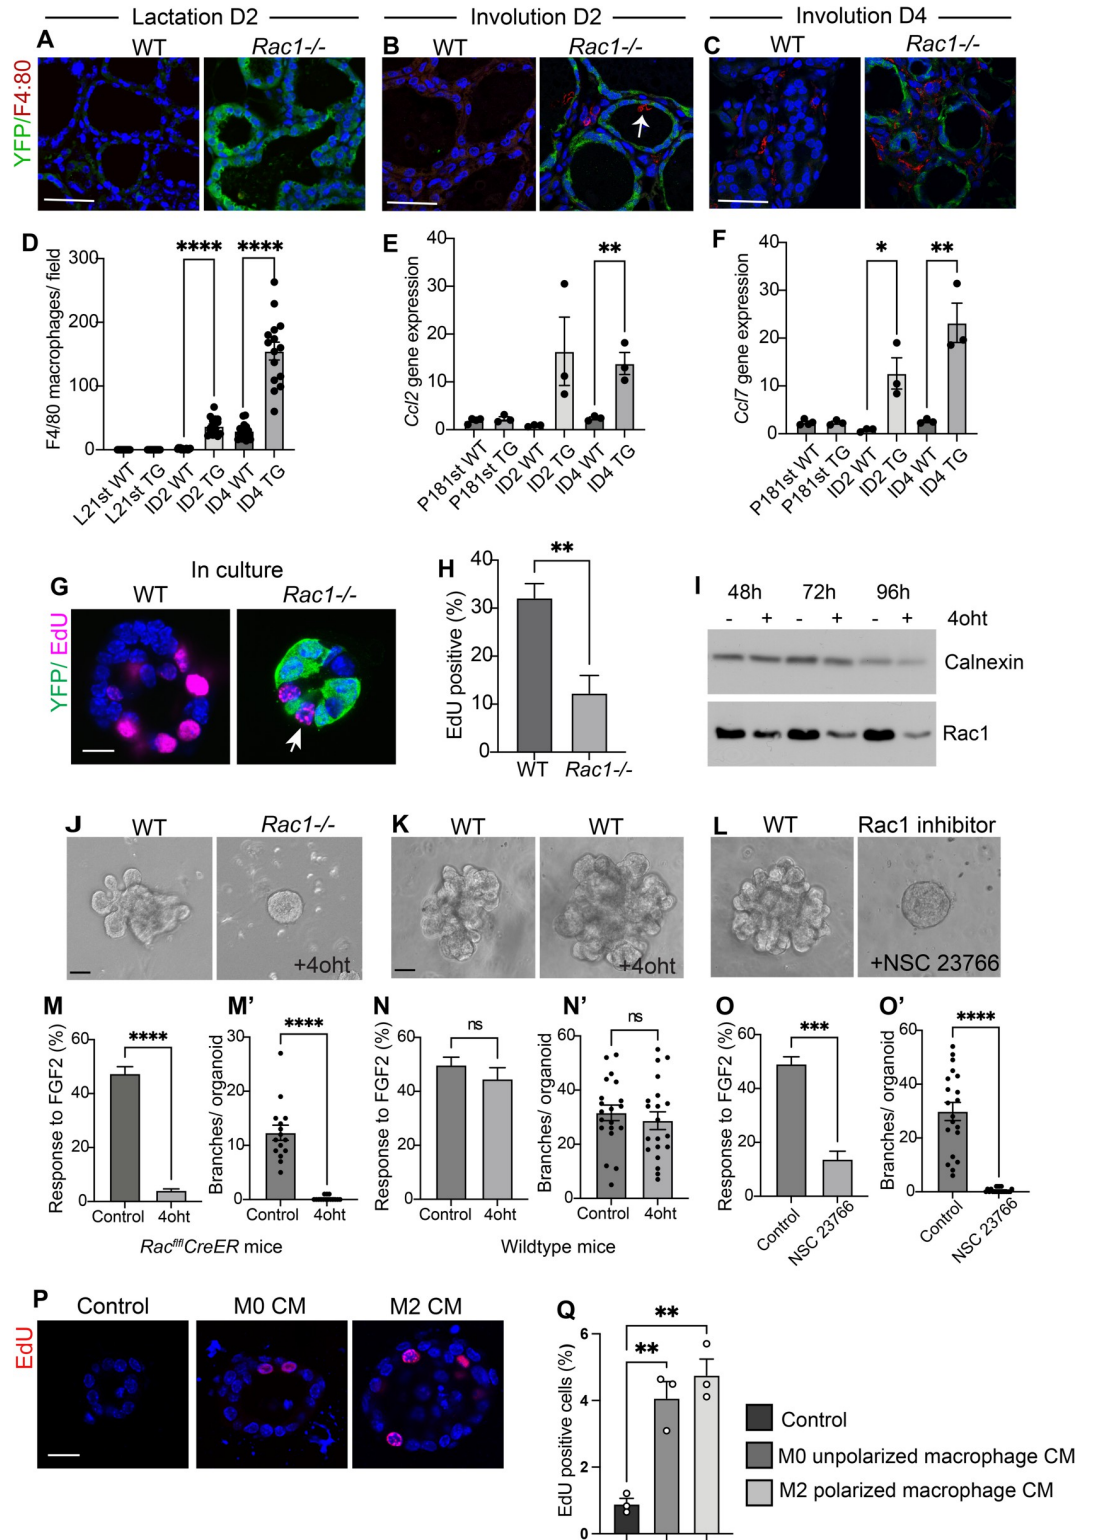 Lactation D2
Involution D2
Involution D4
A
WT
Rac1-/-
B
WT
Rac1-/-
C
WT
Rac1-/-
YFP/F4:80
D
F4/80 macrophages/ field
300
200
100
0
****
****
L21st WT
L21st TG
ID2 WT
ID2 TG
ID4 WT
ID4 TG
E
Ccl2 gene expression
40
30
20
10
0
**
P181st WT
P181st TG
ID2 WT
ID2 TG
ID4 WT
ID4 TG
F
Ccl7 gene expression
40
30
20
10
0
*
**
P181st WT
P181st TG
ID2 WT
ID2 TG
ID4 WT
ID4 TG
In culture
G
WT
Rac1-/-
YFP/ EdU
H
EdU positive (%)
40
30
20
10
0
**
WT
Rac1-/-
I
48h
72h
96h
- + - + - +
4oht
Calnexin
Rac1
J
WT
Rac1-/-
+4oht
K
WT
WT
+4oht
L
WT
Rac1 inhibitor
+NSC 23766
M
Response to FGF2 (%)
60
40
20
0
****
Control
4oht
M'
Branches/ organoid
30
20
10
0
****
Control
4oht
Racfl/flCreER mice
N
Response to FGF2 (%)
60
40
20
0
ns
Control
4oht
N'
Branches/ organoid
60
40
20
0
ns
Control
4oht
Wildtype mice
O
Response to FGF2 (%)
60
40
20
0
***
Control
NSC 23766
O'
Branches/ organoid
60
40
20
0
****
Control
NSC 23766
P
Control
M0 CM
M2 CM
EdU
Q
EdU positive cells (%)
6
4
2
0
**
**
Control
M0 unpolarized macrophage CM
M2 polarized macrophage CM